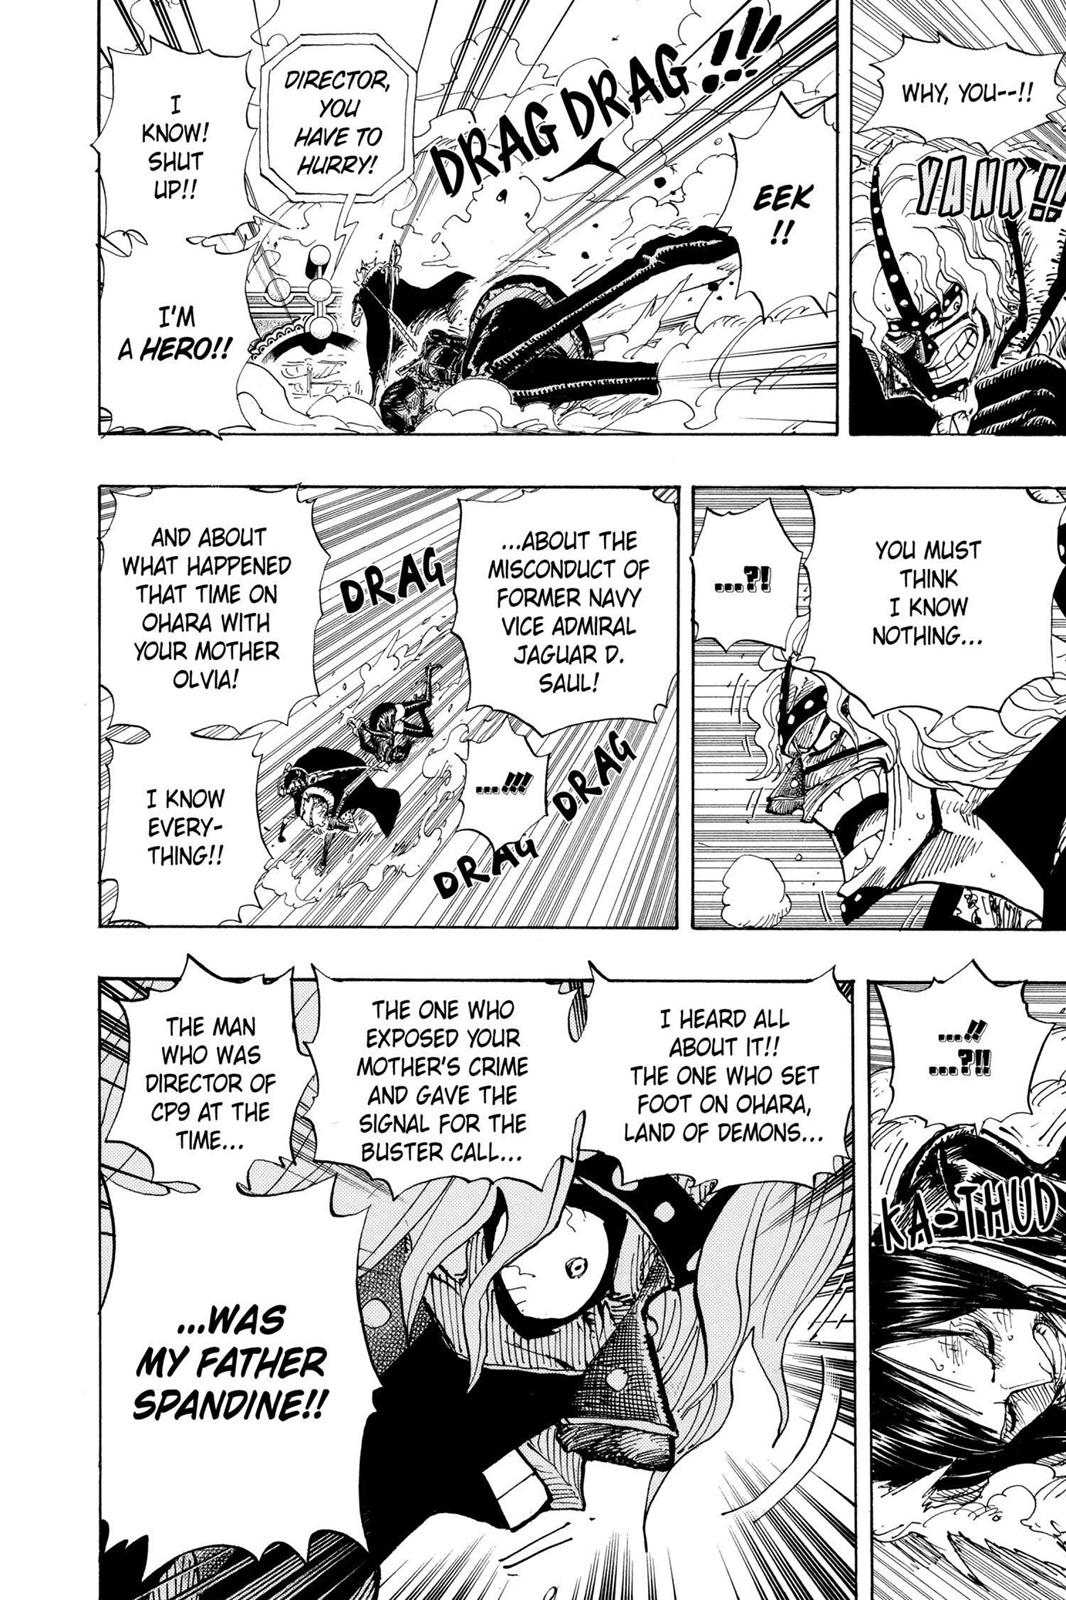 WHY, YOU--!!
YANK!!
EEK
!!
DRAG DRAG!!!
DIRECTOR,
YOU
HAVE TO
HURRY!
I
KNOW!
SHUT
UP!!
I'M
A HERO!!
YOU MUST
THINK
I KNOW
NOTHING...
...?!
...ABOUT THE
MISCONDUCT OF
FORMER NAVY
VICE ADMIRAL
JAGUAR D.
SAUL!
...!!!
DRAG
DRAG
DRAG
AND ABOUT
WHAT HAPPENED
THAT TIME ON
OHARA WITH
YOUR MOTHER
OLVIA!
I KNOW
EVERY-
THING!!
...!!
...?!!
KA-THUD
I HEARD ALL
ABOUT IT!!
THE ONE WHO SET
FOOT ON OHARA,
LAND OF DEMONS...
THE ONE WHO
EXPOSED YOUR
MOTHER'S CRIME
AND GAVE THE
SIGNAL FOR THE
BUSTER CALL...
THE MAN
WHO WAS
DIRECTOR OF
CP9 AT THE
TIME...
...WAS
MY FATHER
SPANDINE!!